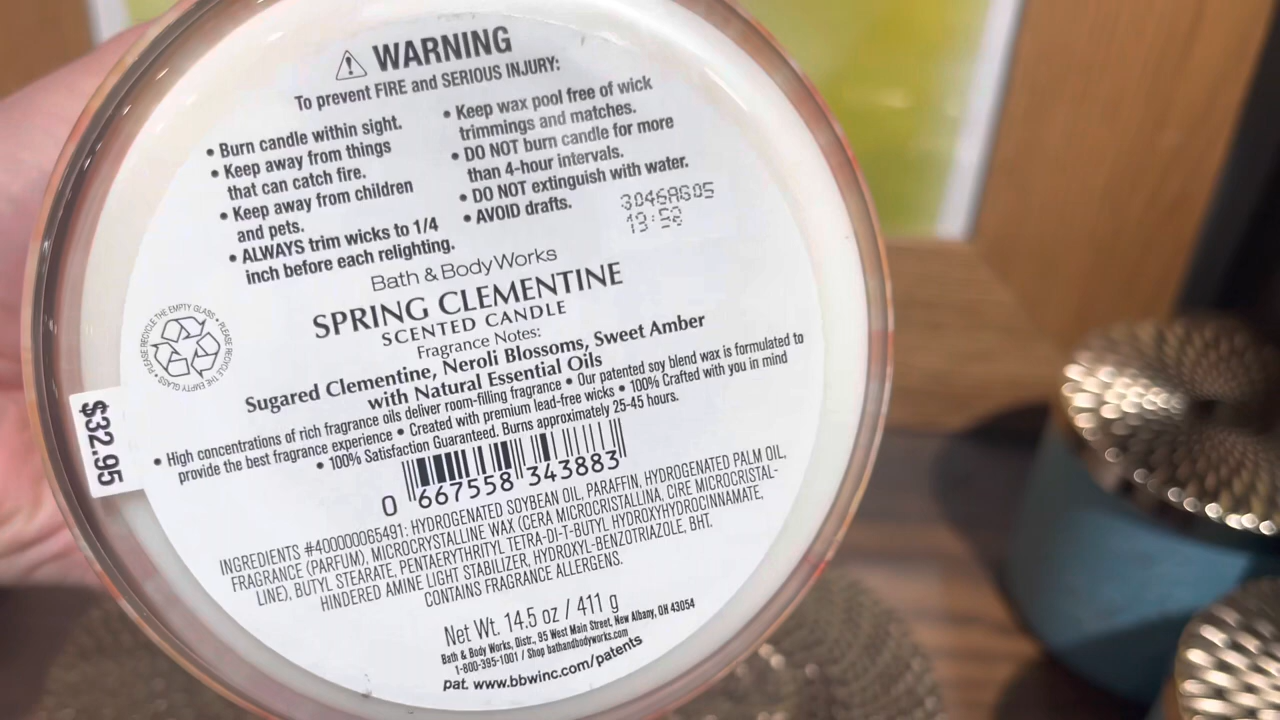 WARNING
To prevent FIRE and SERIOUS INJURY:
• Burn candle within sight.
• Keep away from things
that can catch fire.
• Keep away from children
and pets.
• ALWAYS trim wicks to 1/4
inch before each relighting.
• Keep wax pool free of wick
trimmings and matches.
• DO NOT burn candle for more
than 4-hour intervals.
• DO NOT extinguish with water.
• AVOID drafts.
3046AG05
Bath & Body Works
SPRING CLEMENTINE
SCENTED CANDLE
Fragrance Notes:
Sugared Clementine, Neroli Blossoms, Sweet Amber
with Natural Essential Oils
• High concentrations of rich fragrance oils deliver room-filling fragrance • Our patented soy blend wax is formulated to
provide the best fragrance experience • Created with premium lead-free wicks • 100% Crafted with you in mind
• 100% Satisfaction Guaranteed. Burns approximately 25-45 hours.
PLEASE RECYCLE THE EMPTY GLASS • PLEASE RECYCLE THE EMPTY GLASS •
$32.95
0 667558 343883
INGREDIENTS #400000065491: HYDROGENATED SOYBEAN OIL, PARAFFIN, HYDROGENATED PALM OIL,
FRAGRANCE (PARFUM), MICROCRYSTALLINE WAX (CERA MICROCRISTALLINA, CIRE MICROCRISTAL-
LINE), BUTYL STEARATE, PENTAERYTHRITYL TETRA-DI-T-BUTYL HYDROXYHYDROCINNAMATE,
HINDERED AMINE LIGHT STABILIZER, HYDROXYL-BENZOTRIAZOLE, BHT.
CONTAINS FRAGRANCE ALLERGENS.
Net Wt. 14.5 oz / 411 g
Bath & Body Works, Distr., 95 West Main Street, New Albany, OH 43054
1-800-395-1001 / Shop bathandbodyworks.com
pat. www.bbwinc.com/patents